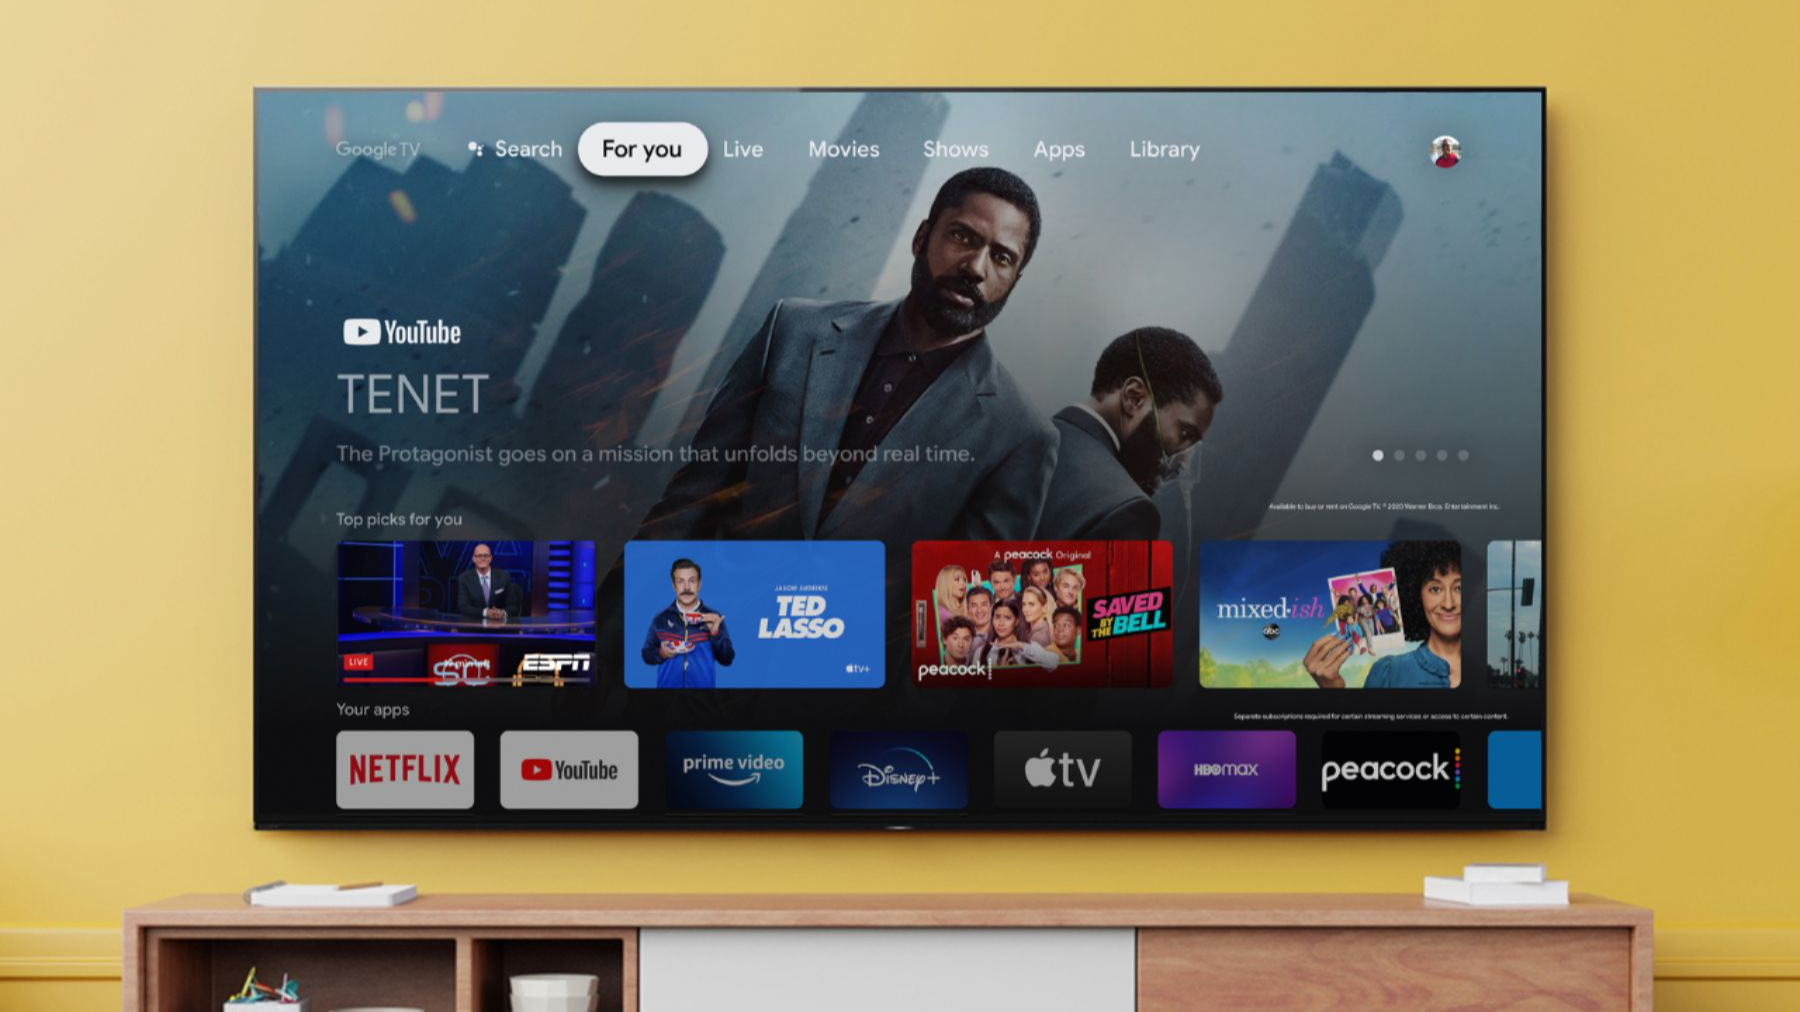 Google TV
Search
For you
Live
Movies
Shows
Apps
Library
YouTube
TENET
The Protagonist goes on a mission that unfolds beyond real time.
Available to buy or rent on Google TV. © 2020 Warner Bros. Entertainment Inc.
Top picks for you
LIVE
SC
ESPN
JASON SUDEIKIS
TED
LASSO
tv+
A peacock Original
SAVED
BY THE BELL
peacock
mixed-ish
abc
Your apps
Separate subscriptions required for certain streaming services or access to certain content.
NETFLIX
YouTube
prime video
Disney+
tv
HBOMAX
peacock